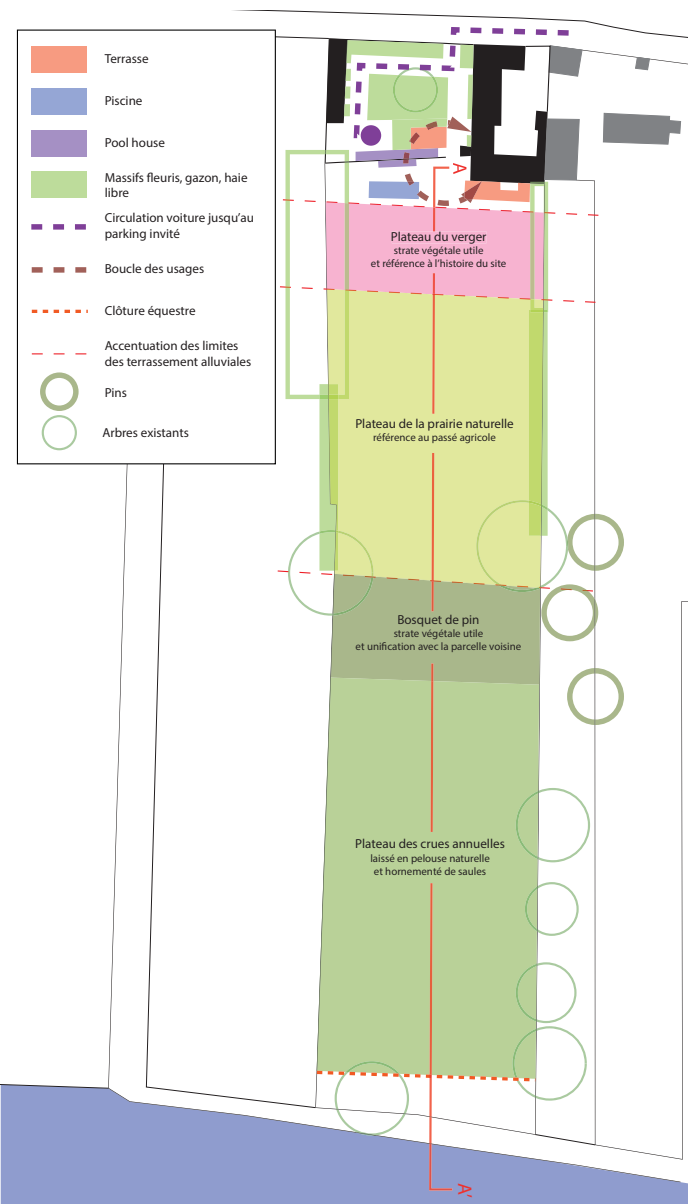 Terrasse
Piscine
Pool house
Massifs fleuris, gazon, haie
libre
Circulation voiture jusqu'au
parking invité
Boucle des usages
Clôture équestre
Accentuation des limites
des terrassement alluviales
Pins
Arbres existants
A
Plateau du verger
strate végétale utile
et référence à l'histoire du site
Plateau de la prairie naturelle
référence au passé agricole
Bosquet de pin
strate végétale utile
et unification avec la parcelle voisine
Plateau des crues annuelles
laissé en pelouse naturelle
et hornementé de saules
A'